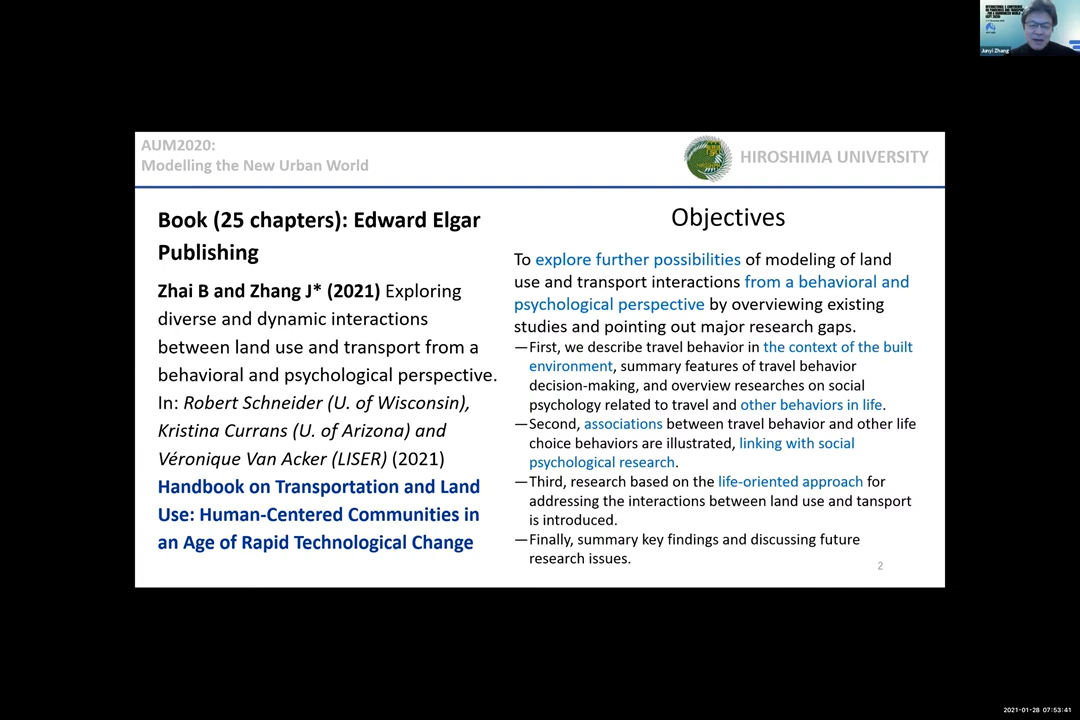 INTERNATIONAL E-CONFERENCE
ON PANDEMICS AND TRANSPORT
Junyi Zhang
AUM2020:
Modelling the New Urban World
HIROSHIMA UNIVERSITY
Book (25 chapters): Edward Elgar
Publishing
Zhai B and Zhang J* (2021) Exploring
diverse and dynamic interactions
between land use and transport from a
behavioral and psychological perspective.
In: Robert Schneider (U. of Wisconsin),
Kristina Currans (U. of Arizona) and
Véronique Van Acker (LISER) (2021)
Handbook on Transportation and Land
Use: Human-Centered Communities in
an Age of Rapid Technological Change
Objectives
To explore further possibilities of modeling of land
use and transport interactions from a behavioral and
psychological perspective by overviewing existing
studies and pointing out major research gaps.
—First, we describe travel behavior in the context of the built
environment, summary features of travel behavior
decision-making, and overview researches on social
psychology related to travel and other behaviors in life.
—Second, associations between travel behavior and other life
choice behaviors are illustrated, linking with social
psychological research.
—Third, research based on the life-oriented approach for
addressing the interactions between land use and tansport
is introduced.
—Finally, summary key findings and discussing future
research issues.
2
2021-01-28 07:53:41